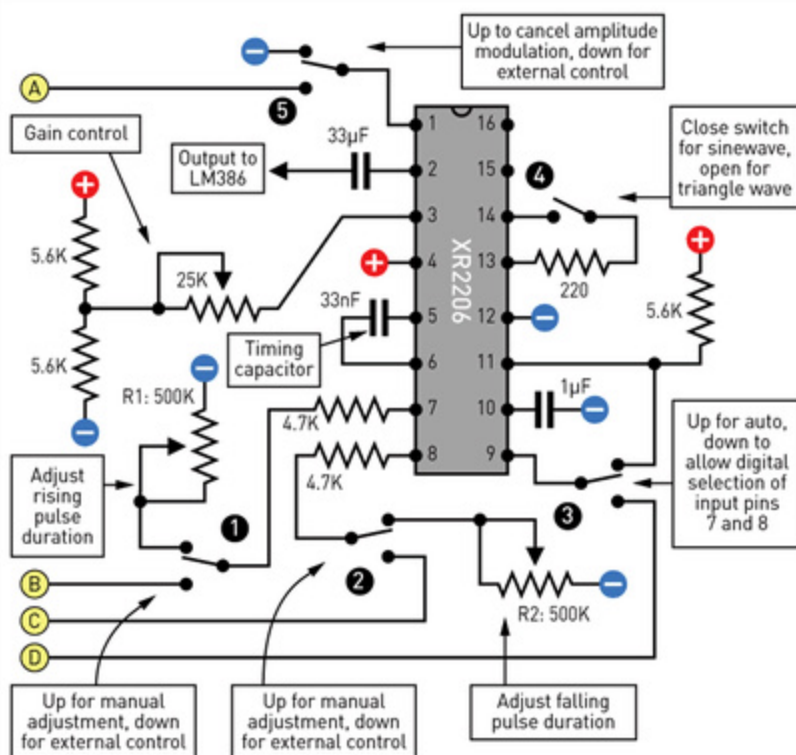 Up to cancel amplitude
modulation, down for
external control
−
A
5
Gain control
33µF
Output to
LM386
1
16
2
15
3
14
4
13
5
12
6
11
7
10
8
9
XR2206
4
Close switch
for sinewave,
open for
triangle wave
+
5.6K
25K
+
+
220
5.6K
33nF
−
5.6K
Timing
capacitor
−
R1: 500K
−
1µF
−
4.7K
4.7K
Up for auto,
down to
allow digital
selection of
input pins
7 and 8
Adjust
rising
pulse
duration
1
3
2
B
C
D
−
R2: 500K
Up for manual
adjustment, down
for external control
Up for manual
adjustment, down
for external control
Adjust falling
pulse duration